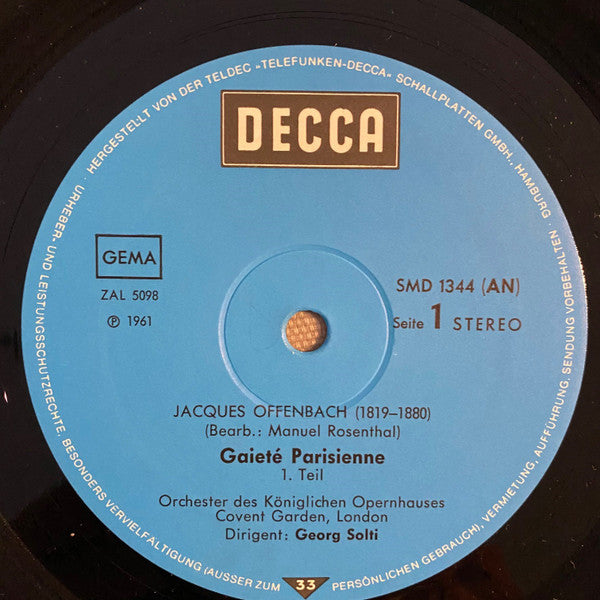 HERGESTELLT VON DER TELDEC »TELEFUNKEN-DECCA« SCHALLPLATTEN GMBH., HAMBURG ·
URHEBER- UND LEISTUNGSSCHUTZRECHTE, BESONDERS VERVIELFÄLTIGUNG (AUSSER ZUM PERSÖNLICHEN GEBRAUCH), VERMIETUNG, AUFFÜHRUNG, SENDUNG VORBEHALTEN
DECCA
GEMA
ZAL 5098
℗ 1961
SMD 1344 (AN)
Seite 1 STEREO
JACQUES OFFENBACH (1819–1880)
(Bearb.: Manuel Rosenthal)
Gaieté Parisienne
1. Teil
Orchester des Königlichen Opernhauses
Covent Garden, London
Dirigent: Georg Solti
33